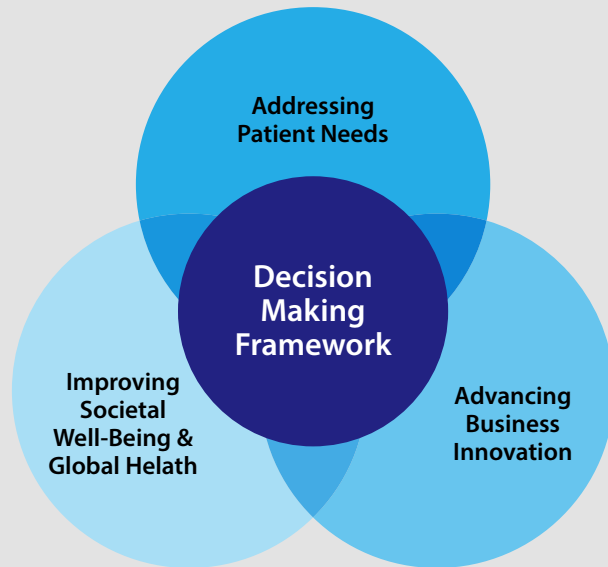 Addressing
Patient Needs
Decision
Making
Framework
Improving
Societal
Well-Being &
Global Helath
Advancing
Business
Innovation